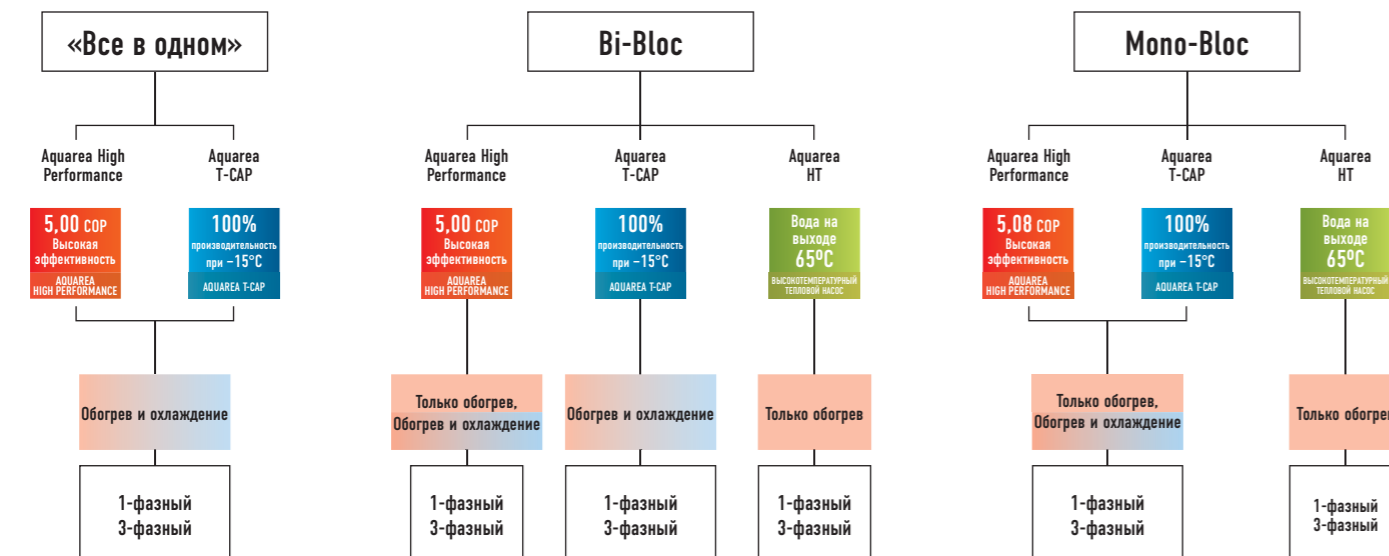 «Все в одном»
Aquarea High
Performance
Aquarea
T-CAP
5,00 COP
Высокая
эффективность
AQUAREA
HIGH PERFORMANCE
100%
производительность
при −15°C
AQUAREA T-CAP
Обогрев и охлаждение
1-фазный
3-фазный
Bi-Bloc
Aquarea High
Performance
Aquarea
T-CAP
Aquarea
HT
5,00 COP
Высокая
эффективность
AQUAREA
HIGH PERFORMANCE
100%
производительность
при −15°C
AQUAREA T-CAP
Вода на
выходе
65ºC
ВЫСОКОТЕМПЕРАТУРНЫЙ
ТЕПЛОВОЙ НАСОС
Только обогрев,
Обогрев и охлаждение
Обогрев и охлаждение
Только обогрев
1-фазный
3-фазный
1-фазный
3-фазный
1-фазный
3-фазный
Mono-Bloc
Aquarea High
Performance
Aquarea
T-CAP
Aquarea
HT
5,08 COP
Высокая
эффективность
AQUAREA
HIGH PERFORMANCE
100%
производительность
при −15°C
AQUAREA T-CAP
Вода на
выходе
65ºC
ВЫСОКОТЕМПЕРАТУРНЫЙ
ТЕПЛОВОЙ НАСОС
Только обогрев,
Обогрев и охлаждение
Только обогрев
1-фазный
3-фазный
1-фазный
3-фазный